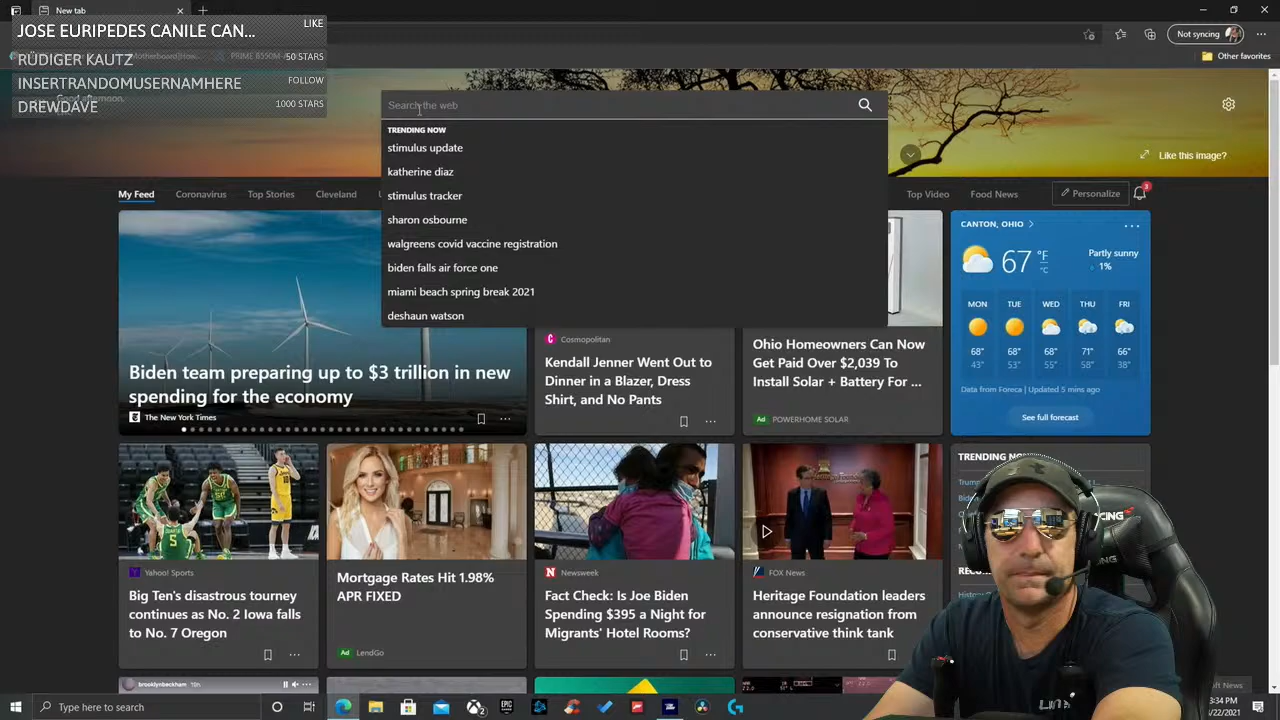 New tab
JOSE EURIPEDES CANILE CAN...
LIKE
RÜDIGER KAUTZ
50 STARS
INSERTRANDOMUSERNAMHERE
FOLLOW
DREWDAVE
1000 STARS
PRIME B550M-
Not syncing
Other favorites
Search the web
TRENDING NOW
stimulus update
katherine diaz
stimulus tracker
sharon osbourne
walgreens covid vaccine registration
biden falls air force one
miami beach spring break 2021
deshaun watson
Like this image?
My Feed
Coronavirus
Top Stories
Cleveland
Top Video
Food News
Personalize
3
Biden team preparing up to $3 trillion in new
spending for the economy
The New York Times
Cosmopolitan
Kendall Jenner Went Out to
Dinner in a Blazer, Dress
Shirt, and No Pants
Ohio Homeowners Can Now
Get Paid Over $2,039 To
Install Solar + Battery For ...
Ad POWERHOME SOLAR
CANTON, OHIO
67 °F
°C
Partly sunny
1%
MON TUE WED THU FRI
68° 68° 68° 71° 66°
43° 54° 55° 58° 38°
Data from Foreca | Updated 5 mins ago
See full forecast
Yahoo! Sports
Big Ten's disastrous tourney
continues as No. 2 Iowa falls
to No. 7 Oregon
Mortgage Rates Hit 1.98%
APR FIXED
Ad LendGo
Newsweek
Fact Check: Is Joe Biden
Spending $395 a Night for
Migrants' Hotel Rooms?
FOX News
Heritage Foundation leaders
announce resignation from
conservative think tank
TRENDING NOW
brooklynbeckham
Type here to search